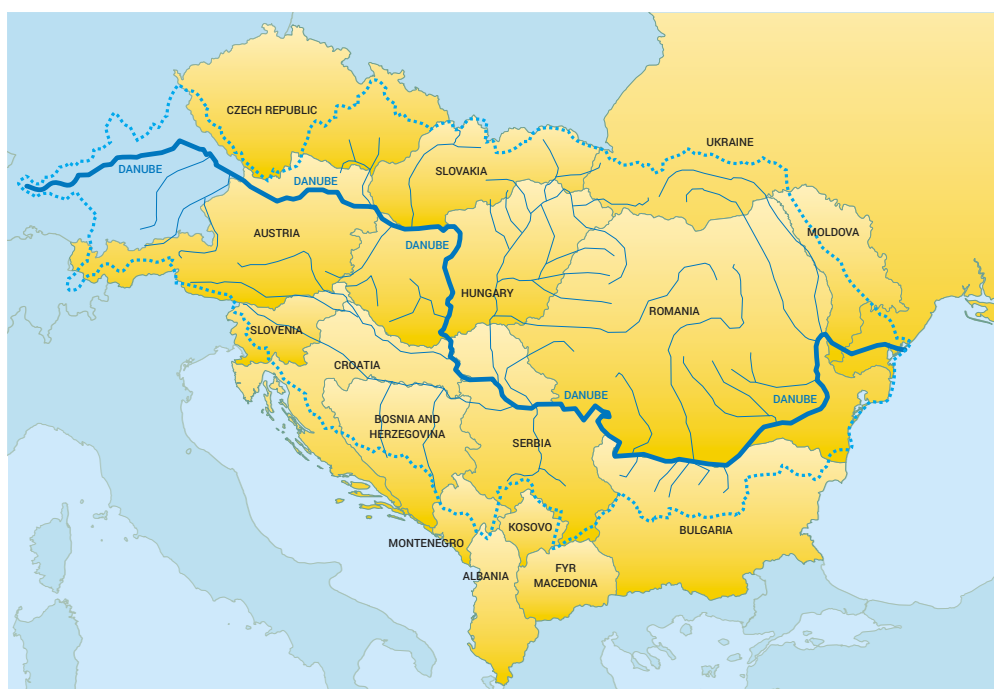 CZECH REPUBLIC
UKRAINE
DANUBE
SLOVAKIA
DANUBE
AUSTRIA
MOLDOVA
DANUBE
HUNGARY
ROMANIA
SLOVENIA
CROATIA
DANUBE
DANUBE
BOSNIA AND
HERZEGOVINA
SERBIA
KOSOVO
BULGARIA
MONTENEGRO
ALBANIA
FYR
MACEDONIA